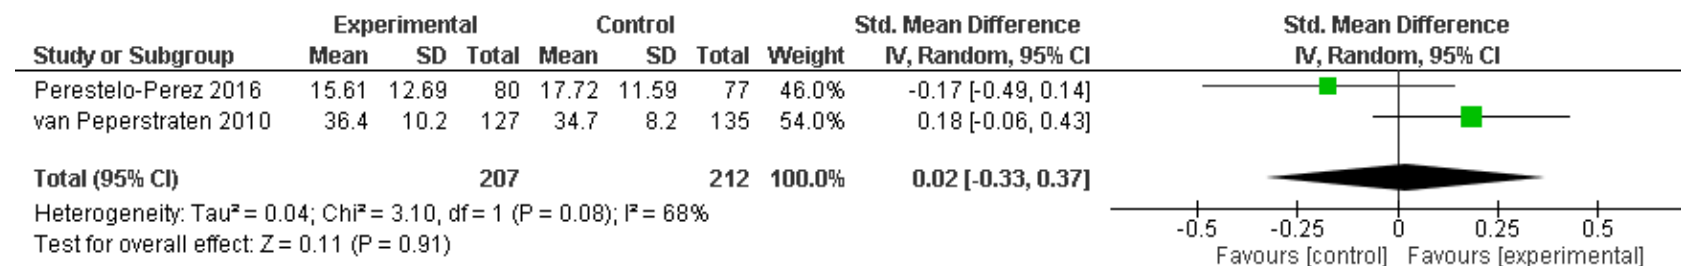 Experimental Control Std. Mean Difference Std. Mean Difference
Study or Subgroup Mean SD Total Mean SD Total Weight IV, Random, 95% CI IV, Random, 95% CI
Perestelo-Perez 2016 15.61 12.69 80 17.72 11.59 77 46.0% -0.17 [-0.49, 0.14]
van Peperstraten 2010 36.4 10.2 127 34.7 8.2 135 54.0% 0.18 [-0.06, 0.43]
Total (95% CI) 207 212 100.0% 0.02 [-0.33, 0.37]
Heterogeneity: Tau² = 0.04; Chi² = 3.10, df = 1 (P = 0.08); I² = 68%
Test for overall effect: Z = 0.11 (P = 0.91)
-0.5 -0.25 0 0.25 0.5
Favours [control] Favours [experimental]